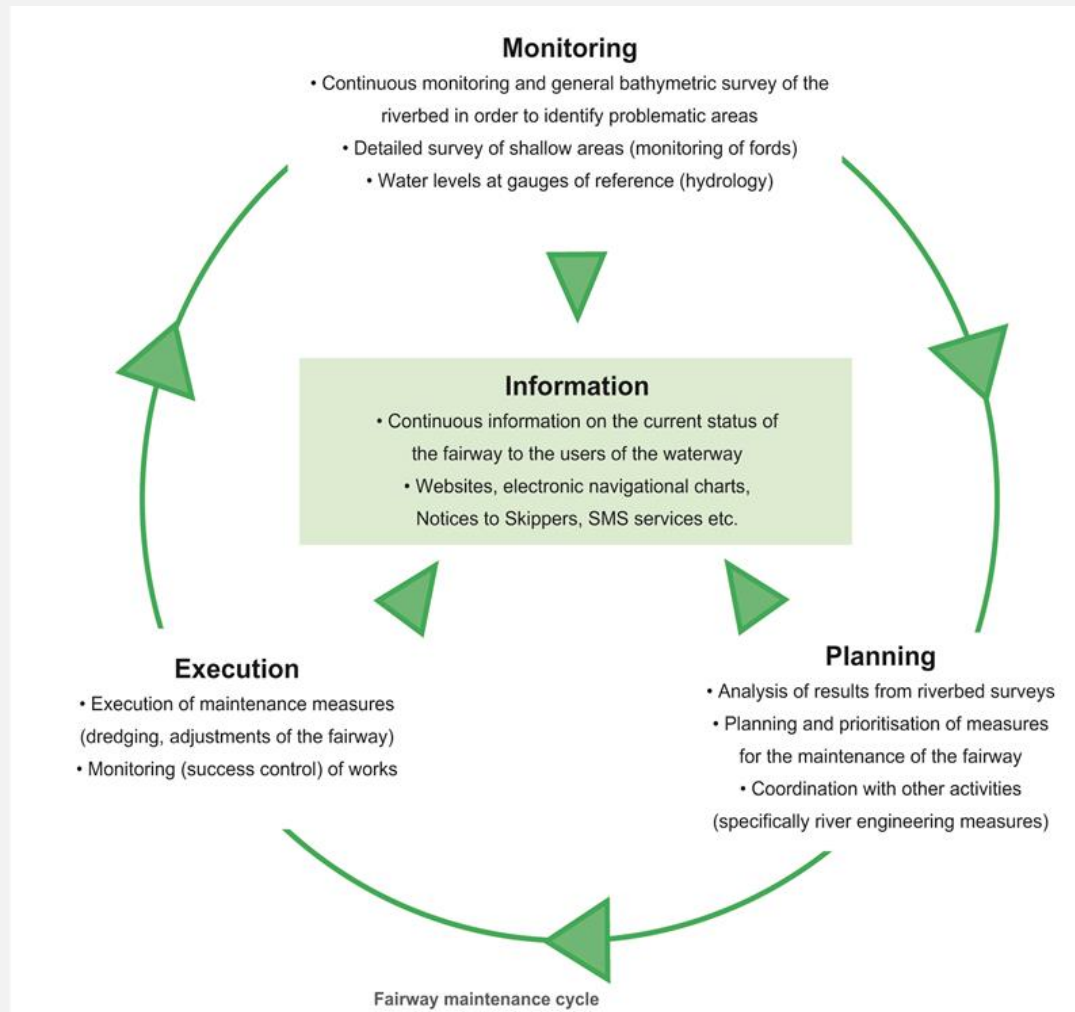 Monitoring
• Continuous monitoring and general bathymetric survey of the
riverbed in order to identify problematic areas
• Detailed survey of shallow areas (monitoring of fords)
• Water levels at gauges of reference (hydrology)
Information
• Continuous information on the current status of
the fairway to the users of the waterway
• Websites, electronic navigational charts,
Notices to Skippers, SMS services etc.
Execution
• Execution of maintenance measures
(dredging, adjustments of the fairway)
• Monitoring (success control) of works
Planning
• Analysis of results from riverbed surveys
• Planning and prioritisation of measures
for the maintenance of the fairway
• Coordination with other activities
(specifically river engineering measures)
Fairway maintenance cycle